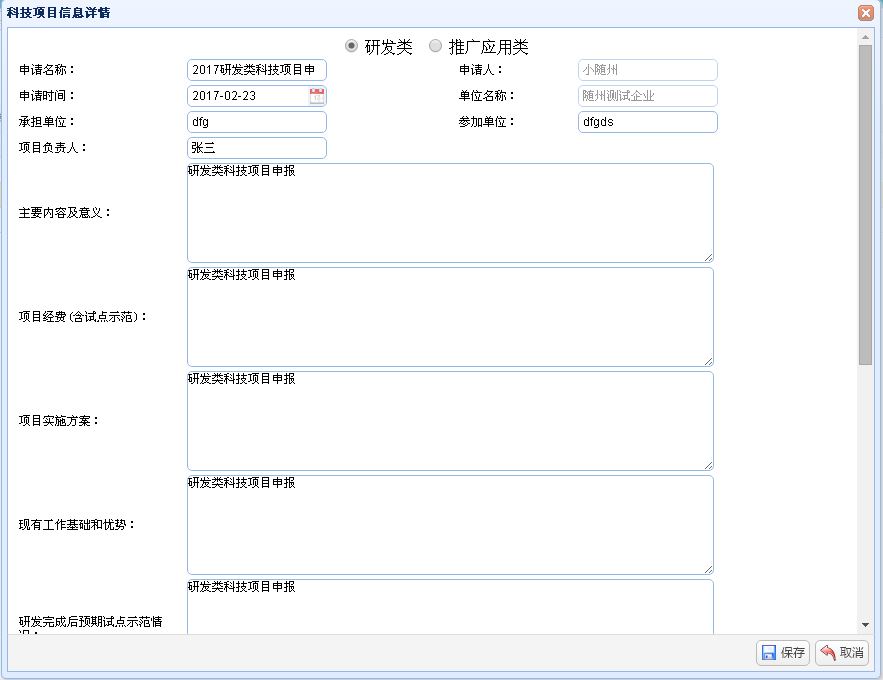 科技项目信息详情
研发类 推广应用类
申请名称： 2017研发类科技项目申 申请人： 小随州
申请时间： 2017-02-23 单位名称： 随州测试企业
承担单位： dfg 参加单位： dfgds
项目负责人： 张三
研发类科技项目申报
主要内容及意义：
研发类科技项目申报
项目经费(含试点示范)：
研发类科技项目申报
项目实施方案：
研发类科技项目申报
现有工作基础和优势：
研发类科技项目申报
研发完成后预期试点示范情
保存 取消